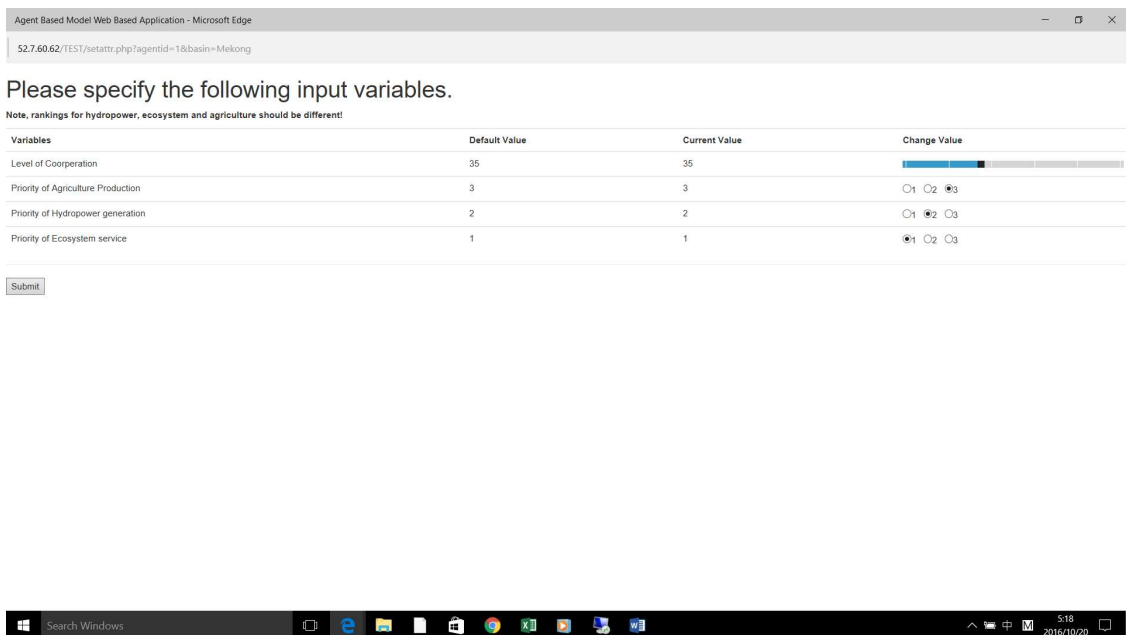 Agent Based Model Web Based Application - Microsoft Edge
52.7.60.62/TEST/setattr.php?agentid=1&basin=Mekong
Please specify the following input variables.
Note, rankings for hydropower, ecosystem and agriculture should be different!
Variables Default Value Current Value Change Value
Level of Coorperation 35 35
Priority of Agriculture Production 3 3 1 2 3
Priority of Hydropower generation 2 2 1 2 3
Priority of Ecosystem service 1 1 1 2 3
Submit
Search Windows 中 M 5:18
2016/10/20